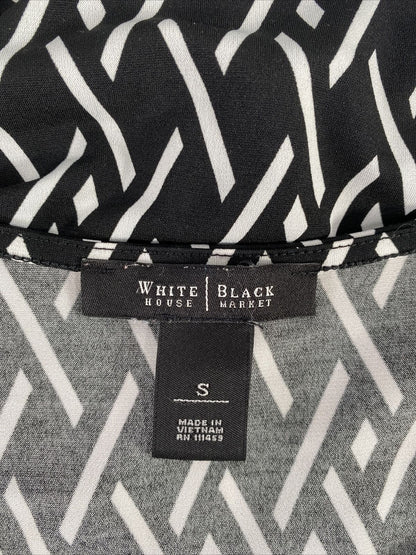 WHITE | BLACK
HOUSE | MARKET
S
MADE IN
VIETNAM
RN 111459